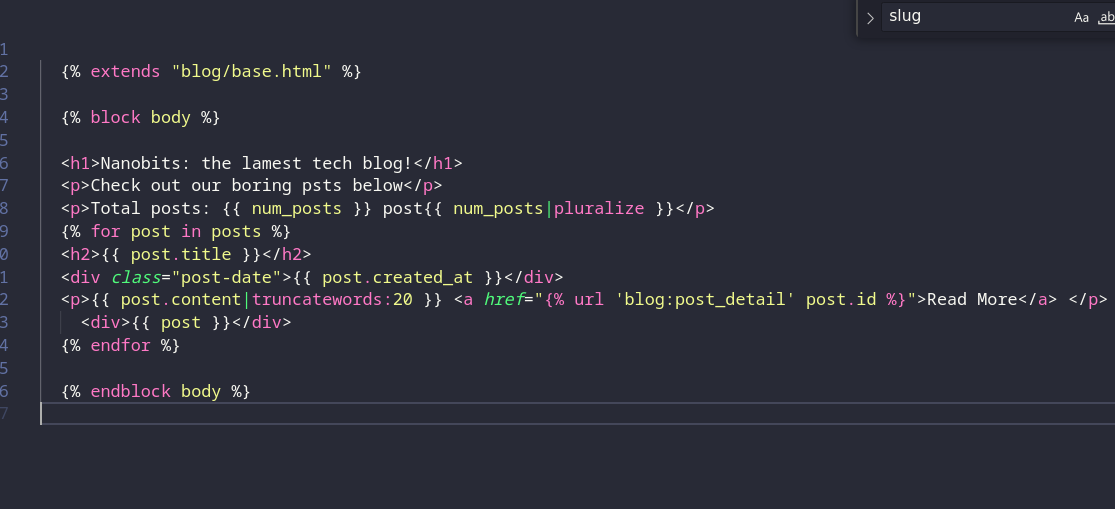 slug
Aa
ab
1
2 {% extends "blog/base.html" %}
3
4 {% block body %}
5
6 <h1>Nanobits: the lamest tech blog!</h1>
7 <p>Check out our boring psts below</p>
8 <p>Total posts: {{ num_posts }} post{{ num_posts|pluralize }}</p>
9 {% for post in posts %}
0 <h2>{{ post.title }}</h2>
1 <div class="post-date">{{ post.created_at }}</div>
2 <p>{{ post.content|truncatewords:20 }} <a href="{% url 'blog:post_detail' post.id %}">Read More</a> </p>
3 <div>{{ post }}</div>
4 {% endfor %}
5
6 {% endblock body %}
7